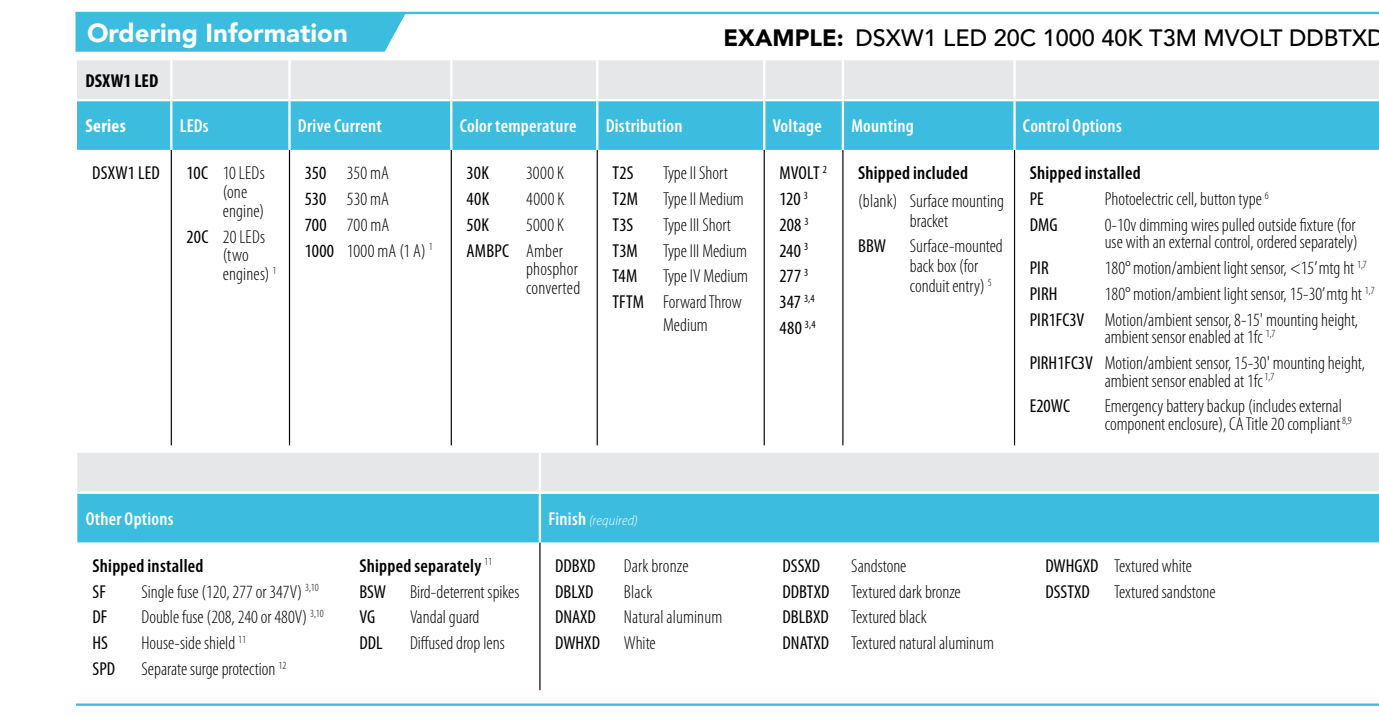 Ordering Information
EXAMPLE: DSXW1 LED 20C 1000 40K T3M MVOLT DDBTXD
DSXW1 LED
Series LEDs Drive Current Color temperature Distribution Voltage Mounting Control Options
DSXW1 LED
10C 10 LEDs
(one
engine)
20C 20 LEDs
(two
engines) 1
350 350 mA
530 530 mA
700 700 mA
1000 1000 mA (1 A) 1
30K 3000 K
40K 4000 K
50K 5000 K
AMBPC Amber
phosphor
converted
T2S Type II Short
T2M Type II Medium
T3S Type III Short
T3M Type III Medium
T4M Type IV Medium
TFTM Forward Throw
Medium
MVOLT 2
120 3
208 3
240 3
277 3
347 3,4
480 3,4
Shipped included
(blank) Surface mounting
bracket
BBW Surface-mounted
back box (for
conduit entry) 5
Shipped installed
PE Photoelectric cell, button type 6
DMG 0-10v dimming wires pulled outside fixture (for
use with an external control, ordered separately)
PIR 180° motion/ambient light sensor, <15' mtg ht 1,7
PIRH 180° motion/ambient light sensor, 15-30' mtg ht 1,7
PIR1FC3V Motion/ambient sensor, 8-15' mounting height,
ambient sensor enabled at 1fc 1,7
PIRH1FC3V Motion/ambient sensor, 15-30' mounting height,
ambient sensor enabled at 1fc 1,7
E20WC Emergency battery backup (includes external
component enclosure), CA Title 20 compliant 8,9
Other Options Finish (required)
Shipped installed
SF Single fuse (120, 277 or 347V) 3,10
DF Double fuse (208, 240 or 480V) 3,10
HS House-side shield 11
SPD Separate surge protection 12
Shipped separately 11
BSW Bird-deterrent spikes
VG Vandal guard
DDL Diffused drop lens
DDBXD Dark bronze
DBLXD Black
DNAXD Natural aluminum
DWHXD White
DSSXD Sandstone
DDBTXD Textured dark bronze
DBLBXD Textured black
DNATXD Textured natural aluminum
DWHGXD Textured white
DSSTXD Textured sandstone